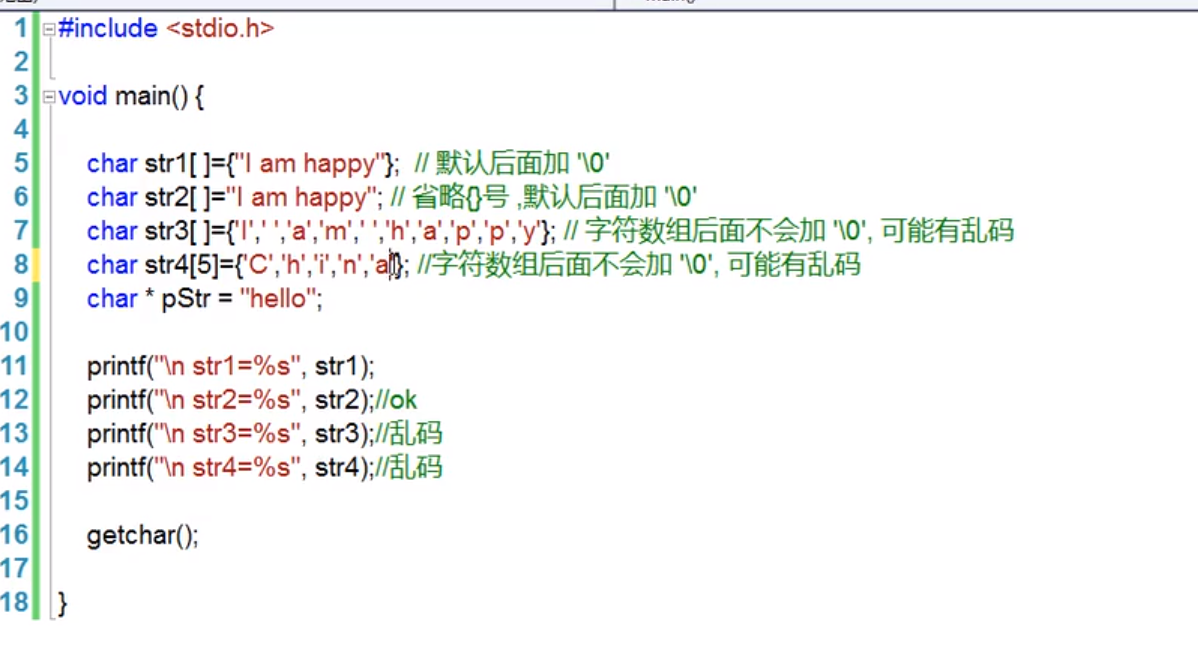 1 #include <stdio.h>
2
3 void main() {
4
5 char str1[ ]={"I am happy"}; // 默认后面加 '\0'
6 char str2[ ]="I am happy"; // 省略{}号 ,默认后面加 '\0'
7 char str3[ ]={'I',' ','a','m',' ','h','a','p','p','y'}; // 字符数组后面不会加 '\0', 可能有乱码
8 char str4[5]={'C','h','i','n','a'}; //字符数组后面不会加 '\0', 可能有乱码
9 char * pStr = "hello";
10
11 printf("\n str1=%s", str1);
12 printf("\n str2=%s", str2);//ok
13 printf("\n str3=%s", str3);//乱码
14 printf("\n str4=%s", str4);//乱码
15
16 getchar();
17
18 }